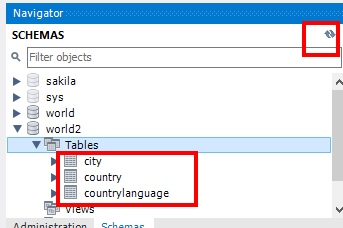 Navigator
SCHEMAS
Filter objects
sakila
sys
world
world2
Tables
city
country
countrylanguage
Views
Administration Schemas